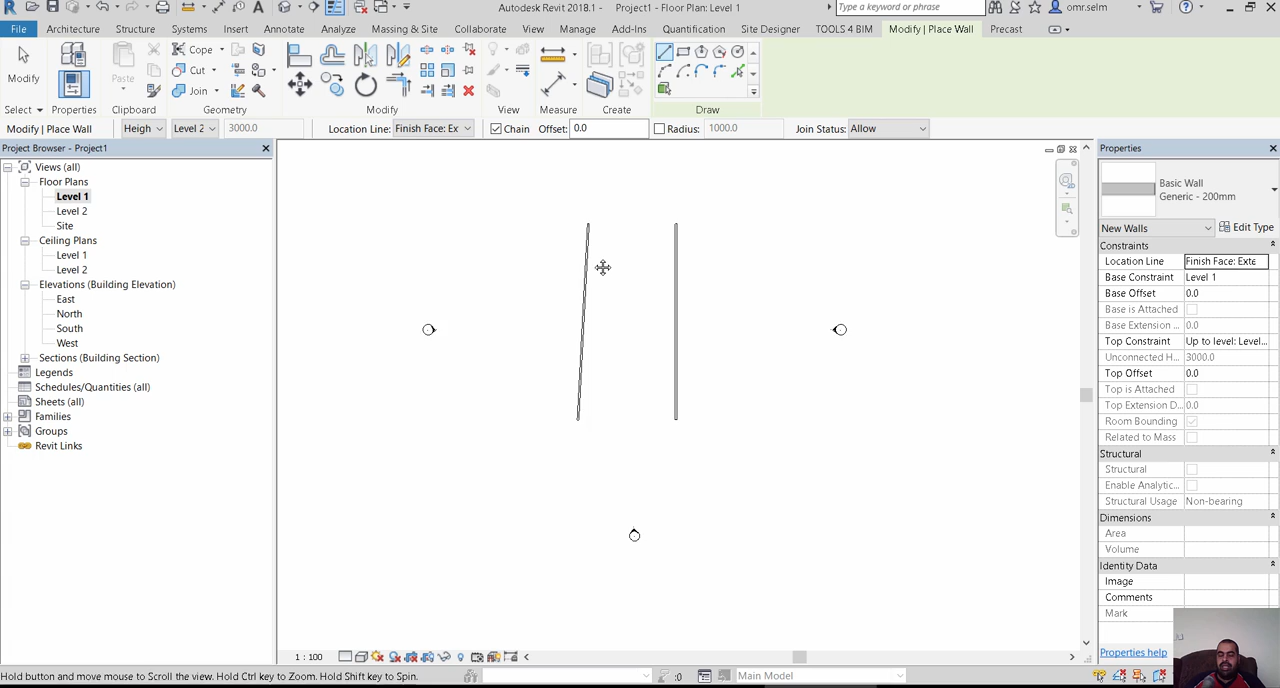 Autodesk Revit 2018.1 - Project1 - Floor Plan: Level 1
Type a keyword or phrase
omr.selm
File Architecture Structure Systems Insert Annotate Analyze Massing & Site Collaborate View Manage Add-Ins Quantification Site Designer TOOLS 4 BIM Modify | Place Wall Precast
Modify
Paste
Cope
Cut
Join
Select Properties Clipboard Geometry Modify View Measure Create Draw
Modify | Place Wall Heigh Level 2 3000.0 Location Line: Finish Face: Ex Chain Offset: 0.0 Radius: 1000.0 Join Status: Allow
Project Browser - Project1
Views (all)
Floor Plans
Level 1
Level 2
Site
Ceiling Plans
Level 1
Level 2
Elevations (Building Elevation)
East
North
South
West
Sections (Building Section)
Legends
Schedules/Quantities (all)
Sheets (all)
Families
Groups
Revit Links
Properties
Basic Wall
Generic - 200mm
New Walls Edit Type
Constraints
Location Line Finish Face: Exte
Base Constraint Level 1
Base Offset 0.0
Base is Attached
Base Extension ... 0.0
Top Constraint Up to level: Level...
Unconnected H... 3000.0
Top Offset 0.0
Top is Attached
Top Extension D... 0.0
Room Bounding
Related to Mass
Structural
Structural
Enable Analytic...
Structural Usage Non-bearing
Dimensions
Area
Volume
Identity Data
Image
Comments
Mark
Properties help
1 : 100
Hold button and move mouse to Scroll the view. Hold Ctrl key to Zoom. Hold Shift key to Spin. :0 Main Model